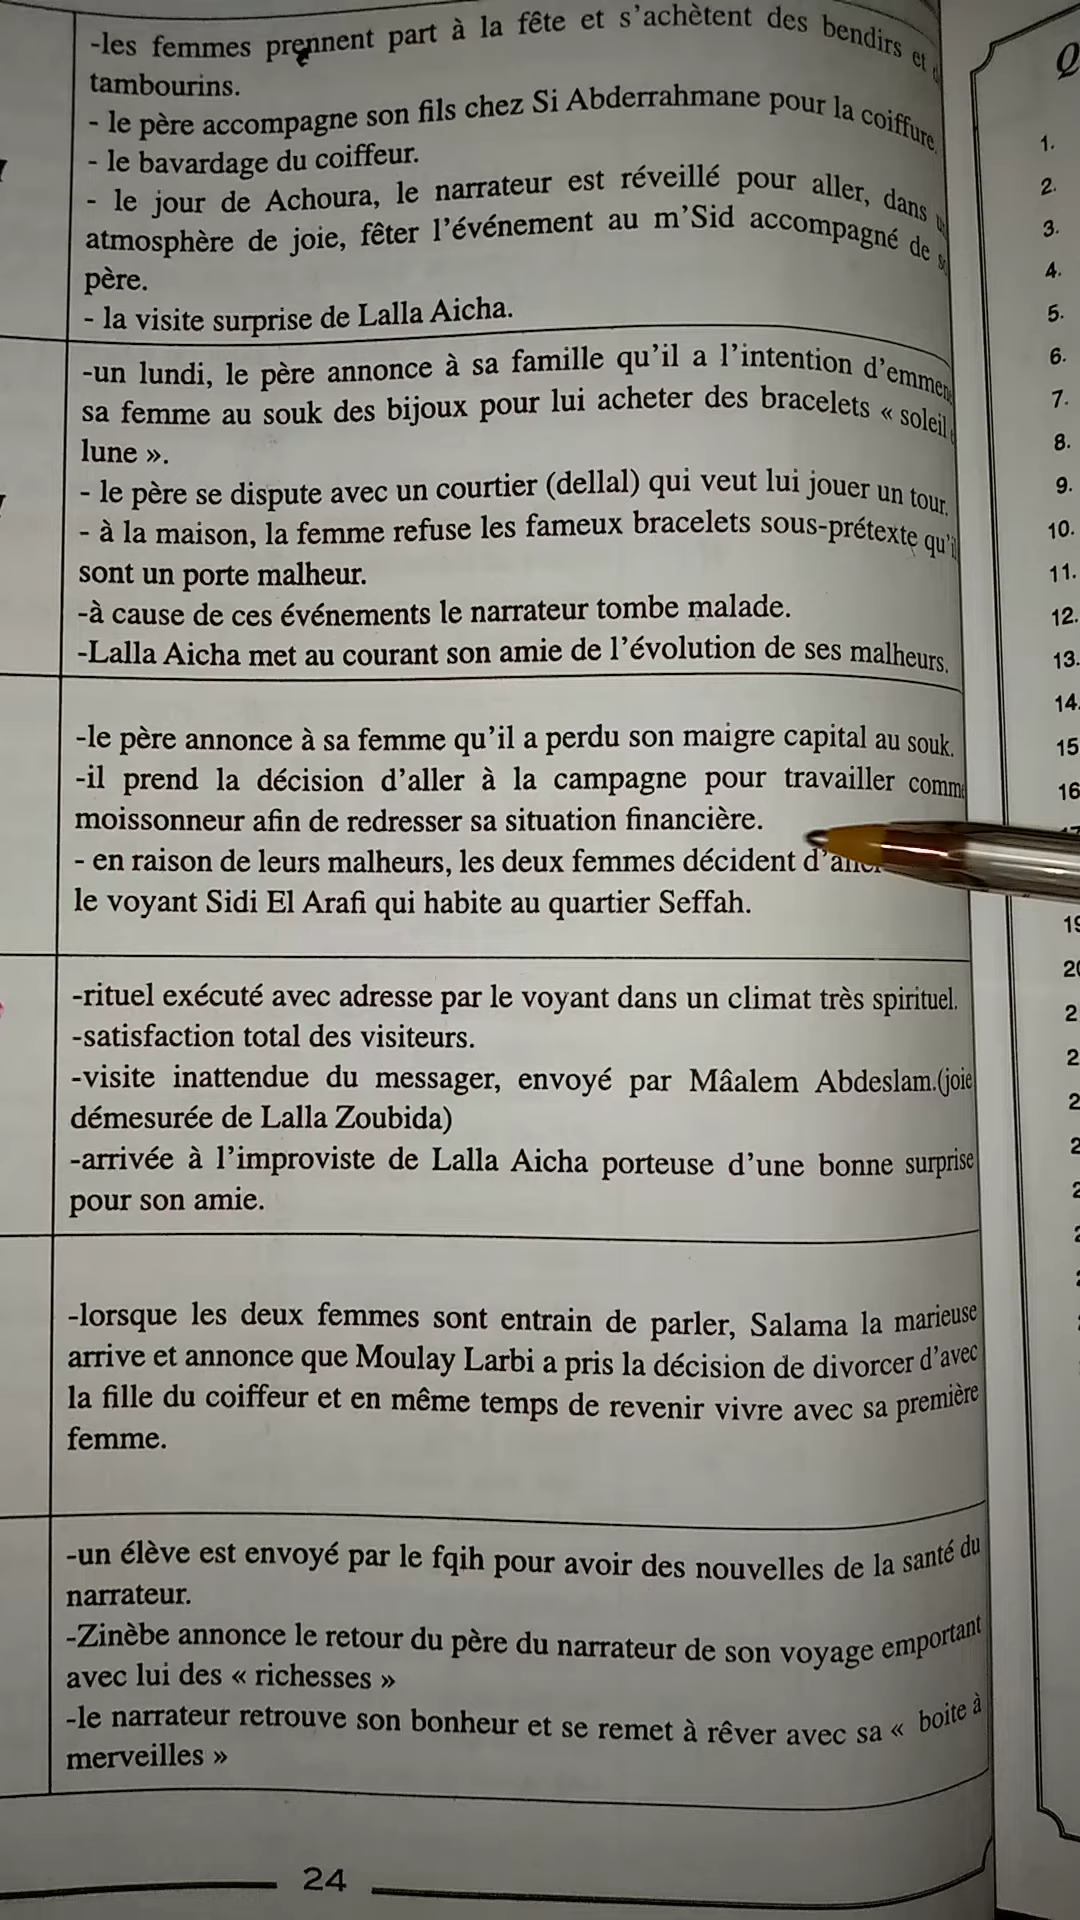 -les femmes prennent part à la fête et s'achètent des bendirs et
tambourins.
- le père accompagne son fils chez Si Abderrahmane pour la coiffure.
- le bavardage du coiffeur.
- le jour de Achoura, le narrateur est réveillé pour aller, dans
atmosphère de joie, fêter l'événement au m'Sid accompagné de
père.
- la visite surprise de Lalla Aicha.
-un lundi, le père annonce à sa famille qu'il a l'intention
sa femme au souk des bijoux pour lui acheter des bracelets « soleil
lune ».
- le père se dispute avec un courtier (dellal) qui veut lui jouer un tour.
- à la maison, la femme refuse les fameux bracelets sous-prétexte
sont un porte malheur.
-à cause de ces événements le narrateur tombe malade.
-Lalla Aicha met au courant son amie de l'évolution de ses malheurs.
-le père annonce à sa femme qu'il a perdu son maigre capital au souk.
-il prend la décision d'aller à la campagne pour travailler
moissonneur afin de redresser sa situation financière.
- en raison de leurs malheurs, les deux femmes décident
le voyant Sidi El Arafi qui habite au quartier Seffah.
-rituel exécuté avec adresse par le voyant dans un climat très spirituel.
-satisfaction total des visiteurs.
-visite inattendue du messager, envoyé par Mâalem Abdeslam.(joie
démesurée de Lalla Zoubida)
-arrivée à l'improviste de Lalla Aicha porteuse d'une bonne surprise
pour son amie.
-lorsque les deux femmes sont entrain de parler, Salama la marieuse
arrive et annonce que Moulay Larbi a pris la décision de divorcer d'avec
la fille du coiffeur et en même temps de revenir vivre avec sa première
femme.
-un élève est envoyé par le fqih pour avoir des nouvelles de la santé du
narrateur.
-Zinèbe annonce le retour du père du narrateur de son voyage emportant
avec lui des « richesses »
-le narrateur retrouve son bonheur et se remet à rêver avec sa « boite à
merveilles »
24
Q
1.
2.
3.
4.
5.
6.
7.
8.
9.
10.
11.
12.
13.
14.
15
16